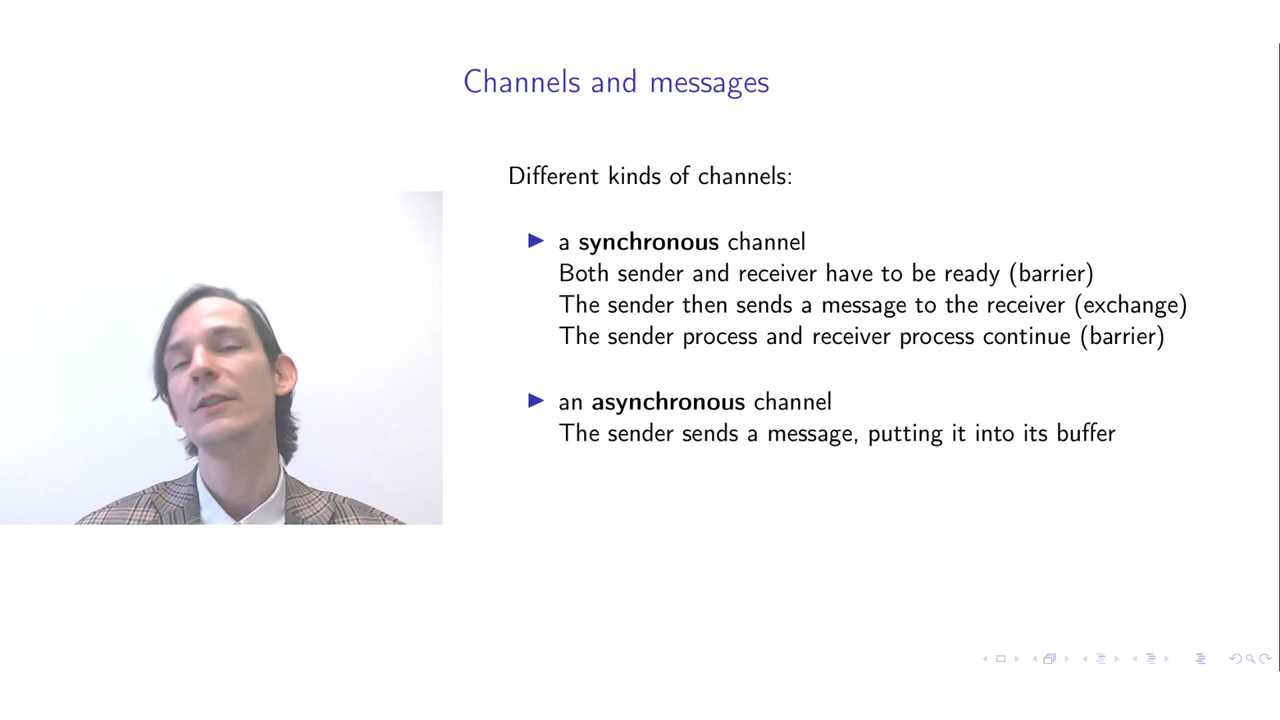 Channels and messages
Different kinds of channels:
a synchronous channel
Both sender and receiver have to be ready (barrier)
The sender then sends a message to the receiver (exchange)
The sender process and receiver process continue (barrier)
an asynchronous channel
The sender sends a message, putting it into its buffer